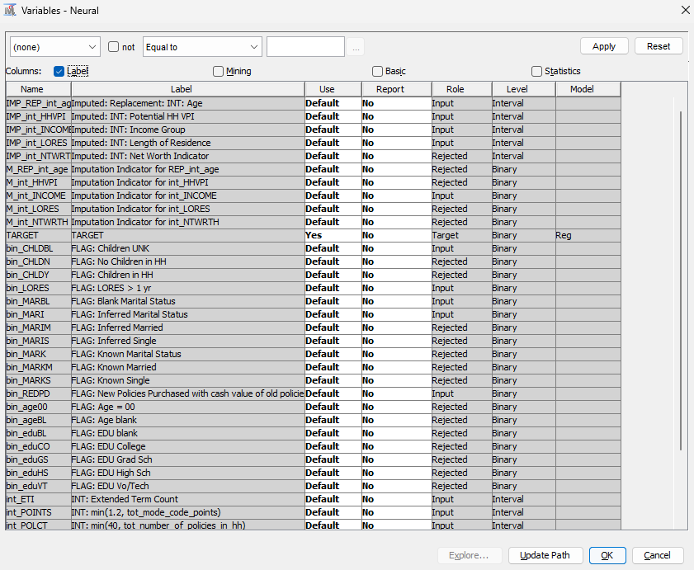 Variables - Neural
(none) not Equal to ... Apply Reset
Columns: Label Mining Basic Statistics
Name Label Use Report Role Level Model
IMP_REP_int_ag Imputed: Replacement: INT: Age Default No Input Interval
IMP_int_HHVPI Imputed: INT: Potential HH VPI Default No Input Interval
IMP_int_INCOME Imputed: INT: Income Group Default No Input Interval
IMP_int_LORES Imputed: INT: Length of Residence Default No Input Interval
IMP_int_NTWRT Imputed: INT: Net Worth Indicator Default No Rejected Interval
M_REP_int_age Imputation Indicator for REP_int_age Default No Rejected Binary
M_int_HHVPI Imputation Indicator for int_HHVPI Default No Rejected Binary
M_int_INCOME Imputation Indicator for int_INCOME Default No Input Binary
M_int_LORES Imputation Indicator for int_LORES Default No Rejected Binary
M_int_NTWRTH Imputation Indicator for int_NTWRTH Default No Rejected Binary
TARGET TARGET Yes No Target Binary Reg
bin_CHLDBL FLAG: Children UNK Default No Input Binary
bin_CHLDN FLAG: No Children in HH Default No Rejected Binary
bin_CHLDY FLAG: Children in HH Default No Rejected Binary
bin_LORES FLAG: LORES > 1 yr Default No Input Binary
bin_MARBL FLAG: Blank Marital Status Default No Input Binary
bin_MARI FLAG: Inferred Marital Status Default No Input Binary
bin_MARIM FLAG: Inferred Married Default No Rejected Binary
bin_MARIS FLAG: Inferred Single Default No Rejected Binary
bin_MARK FLAG: Known Marital Status Default No Rejected Binary
bin_MARKM FLAG: Known Married Default No Rejected Binary
bin_MARKS FLAG: Known Single Default No Rejected Binary
bin_REDPD FLAG: New Policies Purchased with cash value of old policie Default No Input Binary
bin_age00 FLAG: Age = 00 Default No Rejected Binary
bin_ageBL FLAG: Age blank Default No Rejected Binary
bin_eduBL FLAG: EDU blank Default No Rejected Binary
bin_eduCO FLAG: EDU College Default No Rejected Binary
bin_eduGS FLAG: EDU Grad Sch Default No Rejected Binary
bin_eduHS FLAG: EDU High Sch Default No Rejected Binary
bin_eduVT FLAG: EDU Vo/Tech Default No Rejected Binary
int_ETI INT: Extended Term Count Default No Input Interval
int_POINTS INT: min(1.2, tot_mode_code_points) Default No Input Interval
int_POLCT INT: min(40, tot_number_of_policies_in_hh) Default No Input Interval
Explore... Update Path OK Cancel